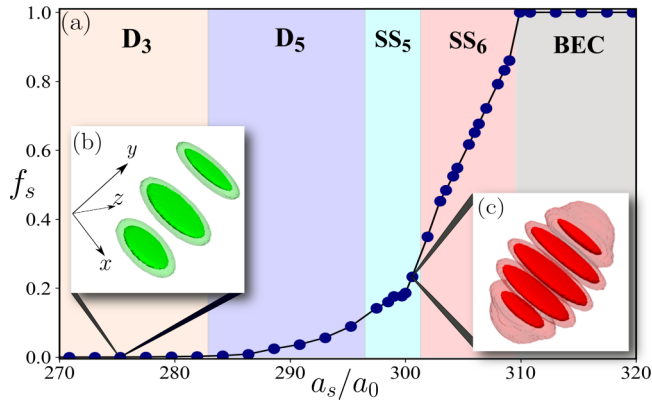 (a)
D₃ D₅ SS₅ SS₆ BEC
1.0
0.8
0.6
0.4
0.2
0.0
fₛ
(b)
y
z
x
(c)
270 280 290 300 310 320
aₛ/a₀